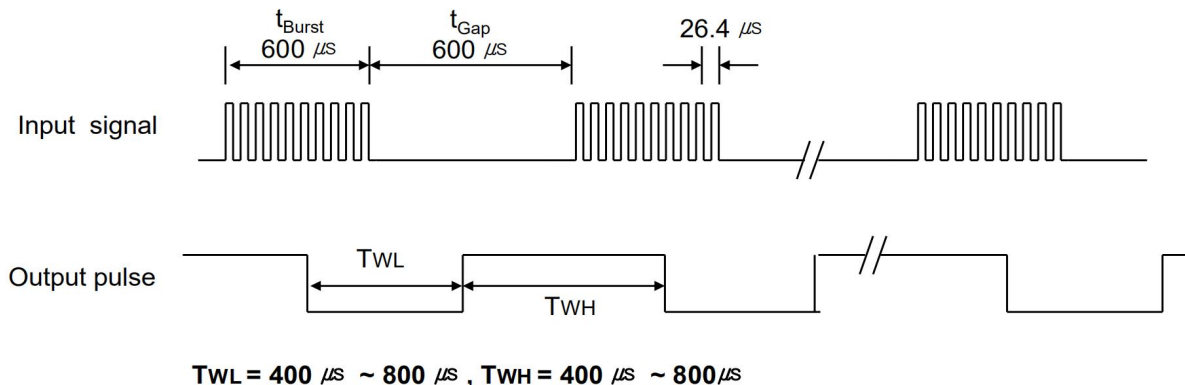 tBurst
600 μs
tGap
600 μs
26.4 μs
Input signal
Output pulse
TWL
TWH
TWL = 400 μs ~ 800 μs , TWH = 400 μs ~ 800μs